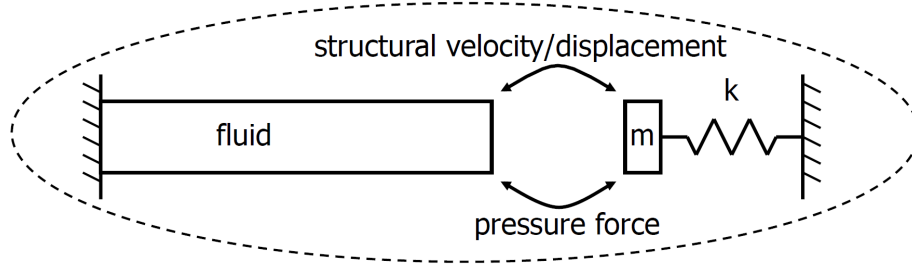 structural velocity/displacement
k
fluid
m
pressure force